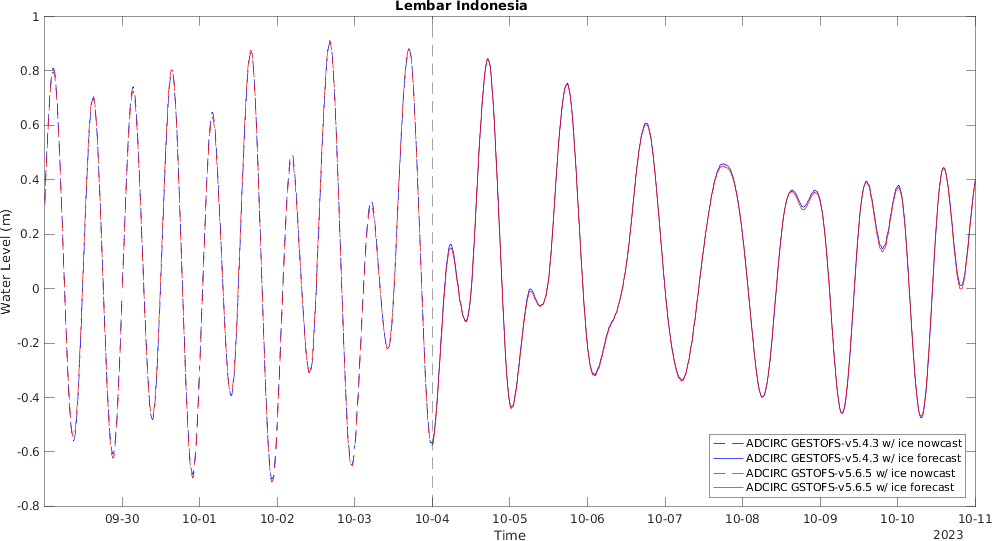 Lembar Indonesia
1
0.8
0.6
0.4
0.2
0
-0.2
-0.4
-0.6
-0.8
Water Level (m)
09-30 10-01 10-02 10-03 10-04 10-05 10-06 10-07 10-08 10-09 10-10 10-11
Time
2023
ADCIRC GESTOFS-v5.4.3 w/ ice nowcast
ADCIRC GESTOFS-v5.4.3 w/ ice forecast
ADCIRC GSTOFS-v5.6.5 w/ ice nowcast
ADCIRC GSTOFS-v5.6.5 w/ ice forecast